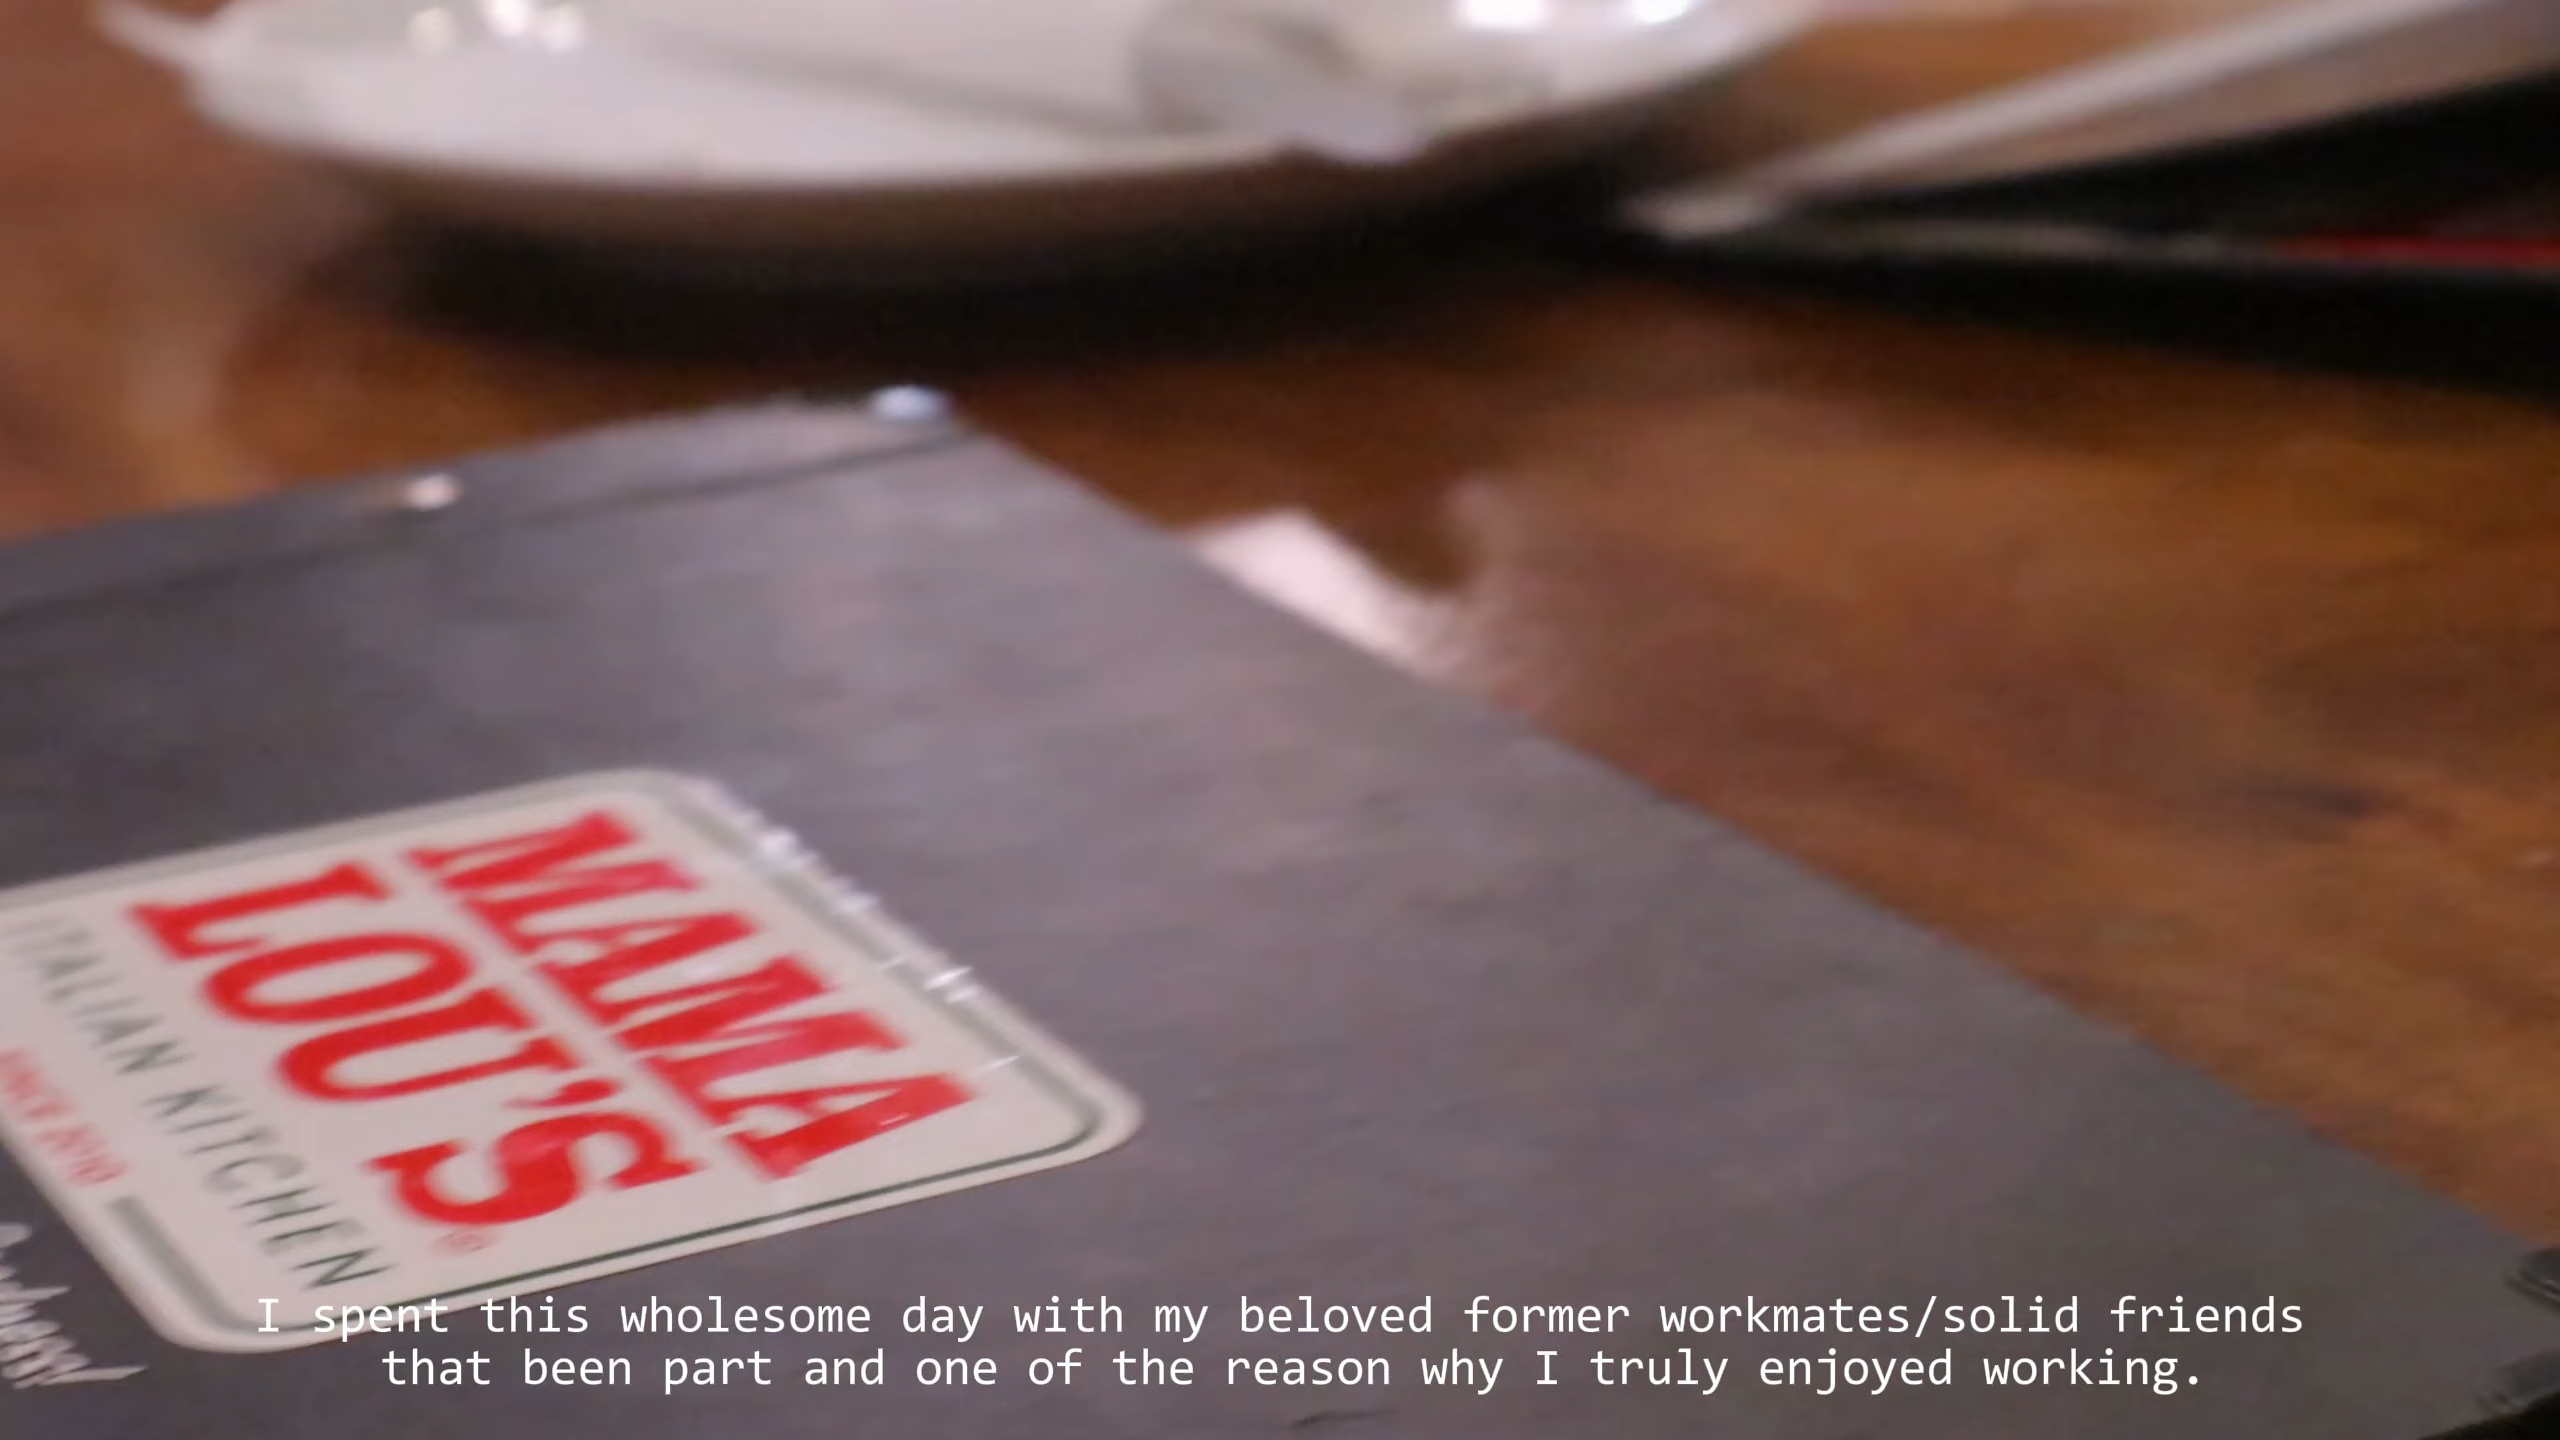 MAMA
LOU'S
ITALIAN KITCHEN
I spent this wholesome day with my beloved former workmates/solid friends
that been part and one of the reason why I truly enjoyed working.